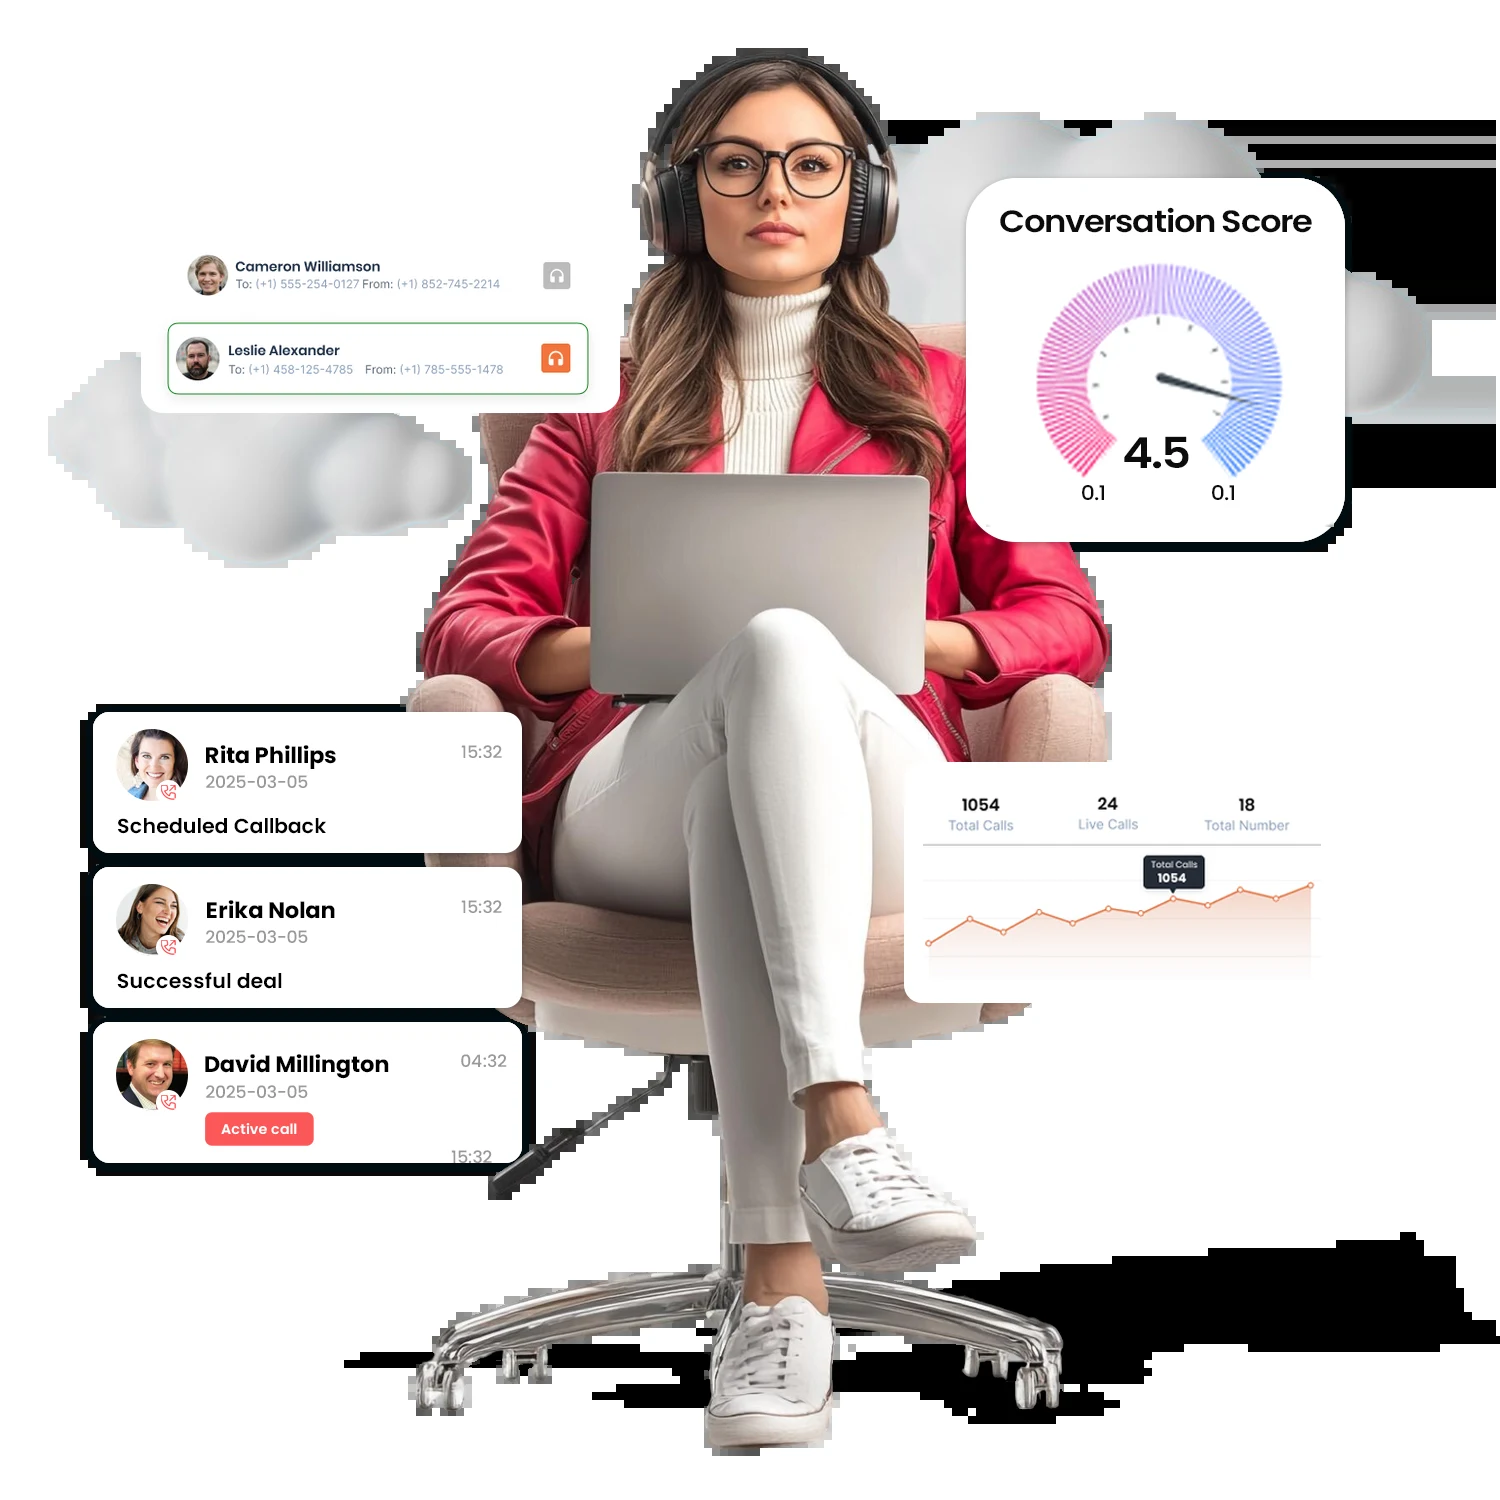 Conversation Score
4.5
0.1 0.1
Cameron Williamson
To: (+1) 555-254-0127 From: (+1) 852-745-2214
Leslie Alexander
To: (+1) 458-125-4785 From: (+1) 785-555-1478
Rita Phillips 15:32
2025-03-05
Scheduled Callback
Erika Nolan 15:32
2025-03-05
Successful deal
David Millington 04:32
2025-03-05
Active call
15:32
1054 24 18
Total Calls Live Calls Total Number
Total Calls
1054